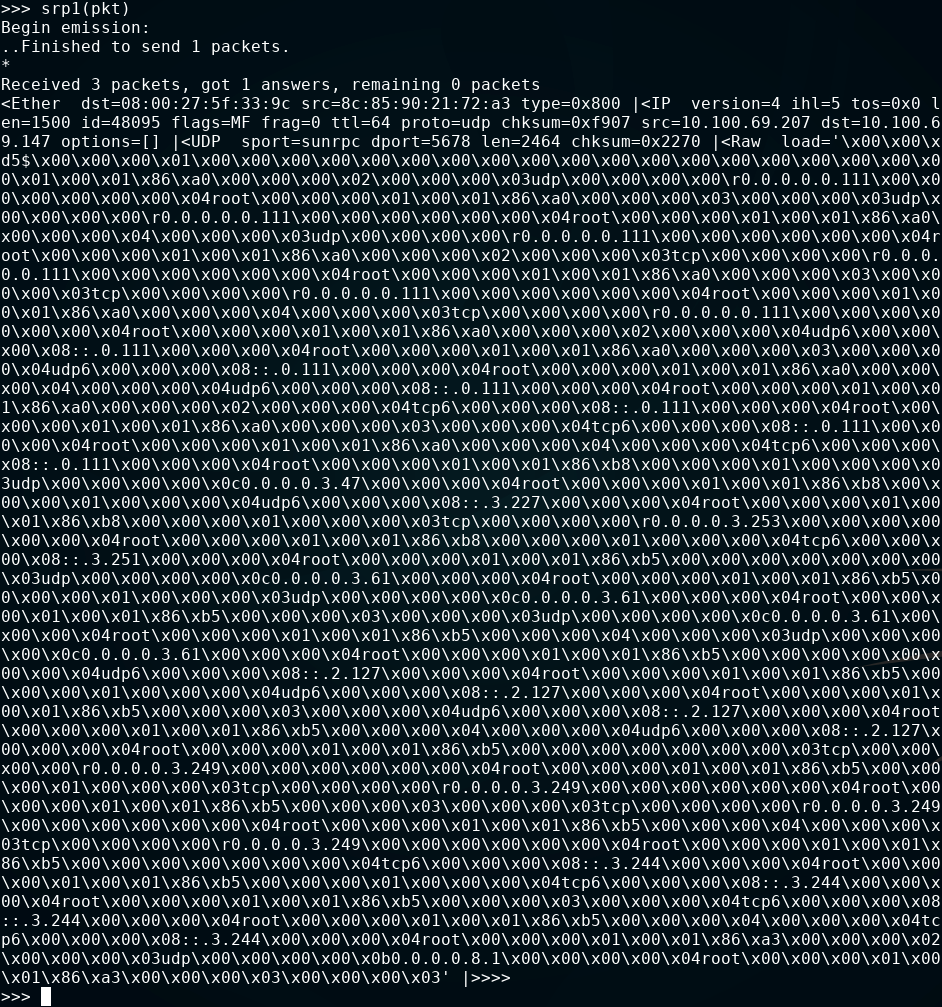 >>> srp1(pkt)
Begin emission:
..Finished to send 1 packets.
*
Received 3 packets, got 1 answers, remaining 0 packets
<Ether  dst=08:00:27:5f:33:9c src=8c:85:90:21:72:a3 type=0x800 |<IP  version=4 ihl=5 tos=0x0 l
en=1500 id=48095 flags=MF frag=0 ttl=64 proto=udp chksum=0xf907 src=10.100.69.207 dst=10.100.6
9.147 options=[] |<UDP  sport=sunrpc dport=5678 len=2464 chksum=0x2270 |<Raw  load='\x00\x00\x
d5$\x00\x00\x00\x01\x00\x00\x00\x00\x00\x00\x00\x00\x00\x00\x00\x00\x00\x00\x00\x00\x00\x00\x0
0\x01\x00\x01\x86\xa0\x00\x00\x00\x02\x00\x00\x00\x03udp\x00\x00\x00\x00\r0.0.0.0.0.111\x00\x0
0\x00\x00\x00\x00\x04root\x00\x00\x00\x01\x00\x01\x86\xa0\x00\x00\x00\x03\x00\x00\x00\x03udp\x
00\x00\x00\x00\r0.0.0.0.0.111\x00\x00\x00\x00\x00\x00\x04root\x00\x00\x00\x01\x00\x01\x86\xa0\
x00\x00\x00\x04\x00\x00\x00\x03udp\x00\x00\x00\x00\r0.0.0.0.0.111\x00\x00\x00\x00\x00\x00\x04r
oot\x00\x00\x00\x01\x00\x01\x86\xa0\x00\x00\x00\x02\x00\x00\x00\x03tcp\x00\x00\x00\x00\r0.0.0.
0.0.111\x00\x00\x00\x00\x00\x00\x04root\x00\x00\x00\x01\x00\x01\x86\xa0\x00\x00\x00\x03\x00\x0
0\x00\x03tcp\x00\x00\x00\x00\r0.0.0.0.0.111\x00\x00\x00\x00\x00\x00\x04root\x00\x00\x00\x01\x0
0\x01\x86\xa0\x00\x00\x00\x04\x00\x00\x00\x03tcp\x00\x00\x00\x00\r0.0.0.0.0.111\x00\x00\x00\x0
0\x00\x00\x04root\x00\x00\x00\x01\x00\x01\x86\xa0\x00\x00\x00\x02\x00\x00\x00\x04udp6\x00\x00\
x00\x08::.0.111\x00\x00\x00\x04root\x00\x00\x00\x01\x00\x01\x86\xa0\x00\x00\x00\x03\x00\x00\x0
0\x04udp6\x00\x00\x00\x08::.0.111\x00\x00\x00\x04root\x00\x00\x00\x01\x00\x01\x86\xa0\x00\x00\
x00\x04\x00\x00\x00\x04udp6\x00\x00\x00\x08::.0.111\x00\x00\x00\x04root\x00\x00\x00\x01\x00\x0
1\x86\xa0\x00\x00\x00\x02\x00\x00\x00\x04tcp6\x00\x00\x00\x08::.0.111\x00\x00\x00\x04root\x00\
x00\x00\x01\x00\x01\x86\xa0\x00\x00\x00\x03\x00\x00\x00\x04tcp6\x00\x00\x00\x08::.0.111\x00\x0
0\x00\x04root\x00\x00\x00\x01\x00\x01\x86\xa0\x00\x00\x00\x04\x00\x00\x00\x04tcp6\x00\x00\x00\
x08::.0.111\x00\x00\x00\x04root\x00\x00\x00\x01\x00\x01\x86\xb8\x00\x00\x00\x01\x00\x00\x00\x0
3udp\x00\x00\x00\x00\x0c0.0.0.0.3.47\x00\x00\x00\x04root\x00\x00\x00\x01\x00\x01\x86\xb8\x00\x
00\x00\x01\x00\x00\x00\x04udp6\x00\x00\x00\x08::.3.227\x00\x00\x00\x04root\x00\x00\x00\x01\x00
\x01\x86\xb8\x00\x00\x00\x01\x00\x00\x00\x03tcp\x00\x00\x00\x00\r0.0.0.0.3.253\x00\x00\x00\x00
\x00\x00\x04root\x00\x00\x00\x01\x00\x01\x86\xb8\x00\x00\x00\x01\x00\x00\x00\x04tcp6\x00\x00\x
00\x08::.3.251\x00\x00\x00\x04root\x00\x00\x00\x01\x00\x01\x86\xb5\x00\x00\x00\x00\x00\x00\x00
\x03udp\x00\x00\x00\x00\x0c0.0.0.0.3.61\x00\x00\x00\x04root\x00\x00\x00\x01\x00\x01\x86\xb5\x0
0\x00\x00\x01\x00\x00\x00\x03udp\x00\x00\x00\x00\x0c0.0.0.0.3.61\x00\x00\x00\x04root\x00\x00\x
00\x01\x00\x01\x86\xb5\x00\x00\x00\x03\x00\x00\x00\x03udp\x00\x00\x00\x00\x0c0.0.0.0.3.61\x00\
x00\x00\x04root\x00\x00\x00\x01\x00\x01\x86\xb5\x00\x00\x00\x04\x00\x00\x00\x03udp\x00\x00\x00
\x00\x0c0.0.0.0.3.61\x00\x00\x00\x04root\x00\x00\x00\x01\x00\x01\x86\xb5\x00\x00\x00\x00\x00\x
00\x00\x04udp6\x00\x00\x00\x08::.2.127\x00\x00\x00\x04root\x00\x00\x00\x01\x00\x01\x86\xb5\x00
\x00\x00\x01\x00\x00\x00\x04udp6\x00\x00\x00\x08::.2.127\x00\x00\x00\x04root\x00\x00\x00\x01\x
00\x01\x86\xb5\x00\x00\x00\x03\x00\x00\x00\x04udp6\x00\x00\x00\x08::.2.127\x00\x00\x00\x04root
\x00\x00\x00\x01\x00\x01\x86\xb5\x00\x00\x00\x04\x00\x00\x00\x04udp6\x00\x00\x00\x08::.2.127\x
00\x00\x00\x04root\x00\x00\x00\x01\x00\x01\x86\xb5\x00\x00\x00\x00\x00\x00\x00\x03tcp\x00\x00\
x00\x00\r0.0.0.0.3.249\x00\x00\x00\x00\x00\x00\x04root\x00\x00\x00\x01\x00\x01\x86\xb5\x00\x00
\x00\x01\x00\x00\x00\x03tcp\x00\x00\x00\x00\r0.0.0.0.3.249\x00\x00\x00\x00\x00\x00\x04root\x00
\x00\x00\x01\x00\x01\x86\xb5\x00\x00\x00\x03\x00\x00\x00\x03tcp\x00\x00\x00\x00\r0.0.0.0.3.249
\x00\x00\x00\x00\x00\x00\x04root\x00\x00\x00\x01\x00\x01\x86\xb5\x00\x00\x00\x04\x00\x00\x00\x
03tcp\x00\x00\x00\x00\r0.0.0.0.3.249\x00\x00\x00\x00\x00\x00\x04root\x00\x00\x00\x01\x00\x01\x
86\xb5\x00\x00\x00\x00\x00\x00\x00\x04tcp6\x00\x00\x00\x08::.3.244\x00\x00\x00\x04root\x00\x00
\x00\x01\x00\x01\x86\xb5\x00\x00\x00\x01\x00\x00\x00\x04tcp6\x00\x00\x00\x08::.3.244\x00\x00\x
00\x04root\x00\x00\x00\x01\x00\x01\x86\xb5\x00\x00\x00\x03\x00\x00\x00\x04tcp6\x00\x00\x00\x08
::.3.244\x00\x00\x00\x04root\x00\x00\x00\x01\x00\x01\x86\xb5\x00\x00\x00\x04\x00\x00\x00\x04tc
p6\x00\x00\x00\x08::.3.244\x00\x00\x00\x04root\x00\x00\x00\x01\x00\x01\x86\xa3\x00\x00\x00\x02
\x00\x00\x00\x03udp\x00\x00\x00\x00\x0b0.0.0.0.8.1\x00\x00\x00\x00\x04root\x00\x00\x00\x01\x00
\x01\x86\xa3\x00\x00\x00\x03\x00\x00\x00\x03' |>>>>
>>>